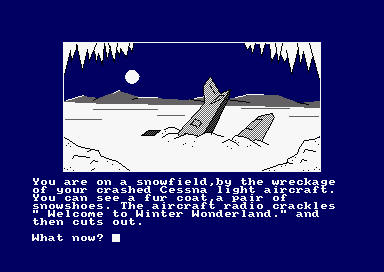 You are on a snowfield,by the wreckage
of your crashed Cessna light aircraft.
You can see a fur coat,a pair of
snowshoes. The aircraft radio crackles
" Welcome to Winter Wonderland." and
then cuts out.
What now?